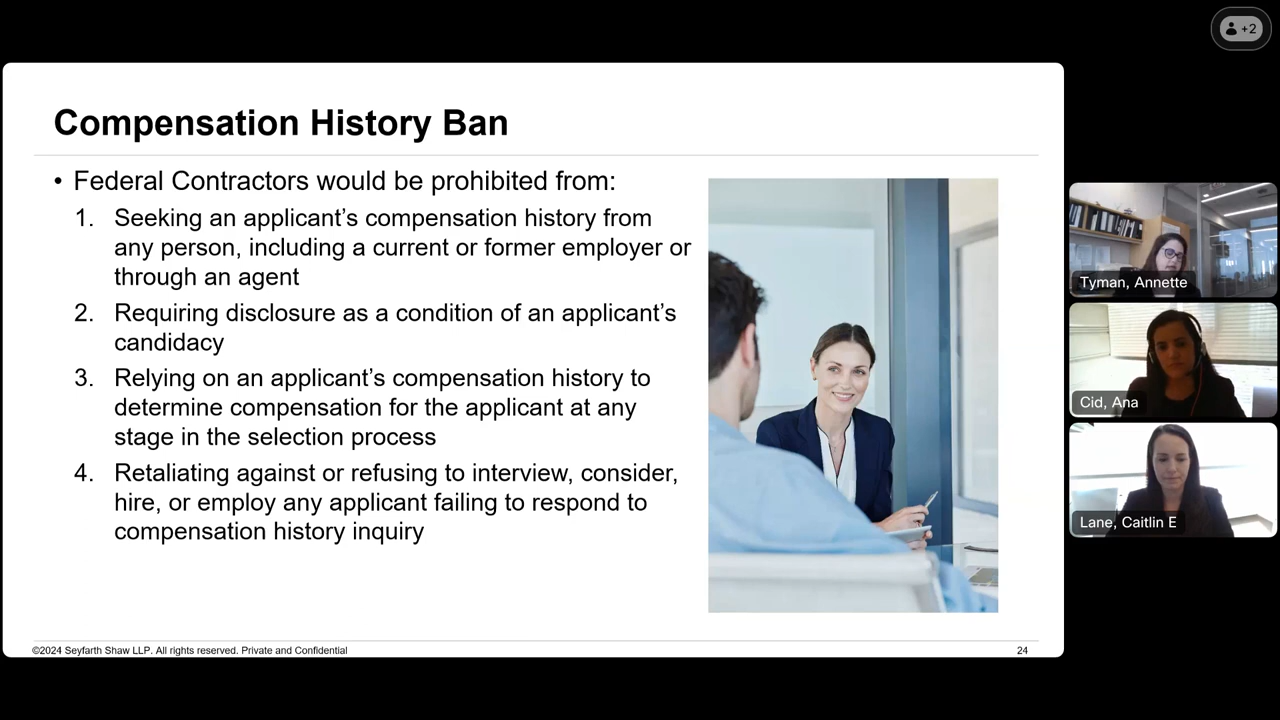 +2
Compensation History Ban
• Federal Contractors would be prohibited from:
1. Seeking an applicant’s compensation history from
any person, including a current or former employer or
through an agent
2. Requiring disclosure as a condition of an applicant’s
candidacy
3. Relying on an applicant’s compensation history to
determine compensation for the applicant at any
stage in the selection process
4. Retaliating against or refusing to interview, consider,
hire, or employ any applicant failing to respond to
compensation history inquiry
©2024 Seyfarth Shaw LLP. All rights reserved. Private and Confidential
24
Tyman, Annette
Cid, Ana
Lane, Caitlin E